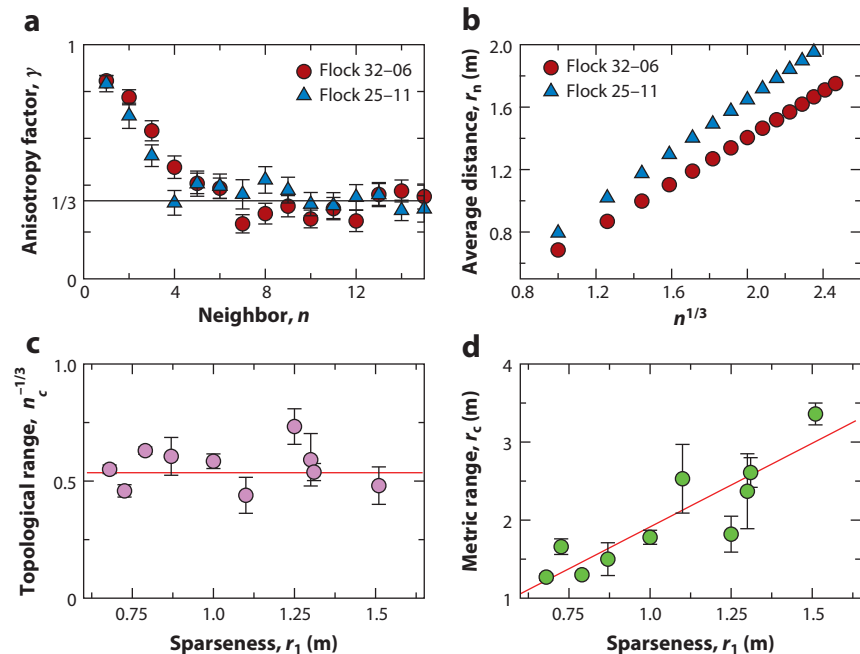 a
Anisotropy factor, γ
1
1/3
0
0
4
8
12
Neighbor, n
Flock 32–06
Flock 25–11
b
Average distance, rn (m)
2.0
1.6
1.2
0.8
0.8
1.2
1.6
2.0
2.4
n1/3
Flock 32–06
Flock 25–11
c
Topological range, nc−1/3
1.0
0.5
0
0.75
1.0
1.25
1.5
Sparseness, r1 (m)
d
Metric range, rc (m)
4
3
2
1
0.75
1.0
1.25
1.5
Sparseness, r1 (m)